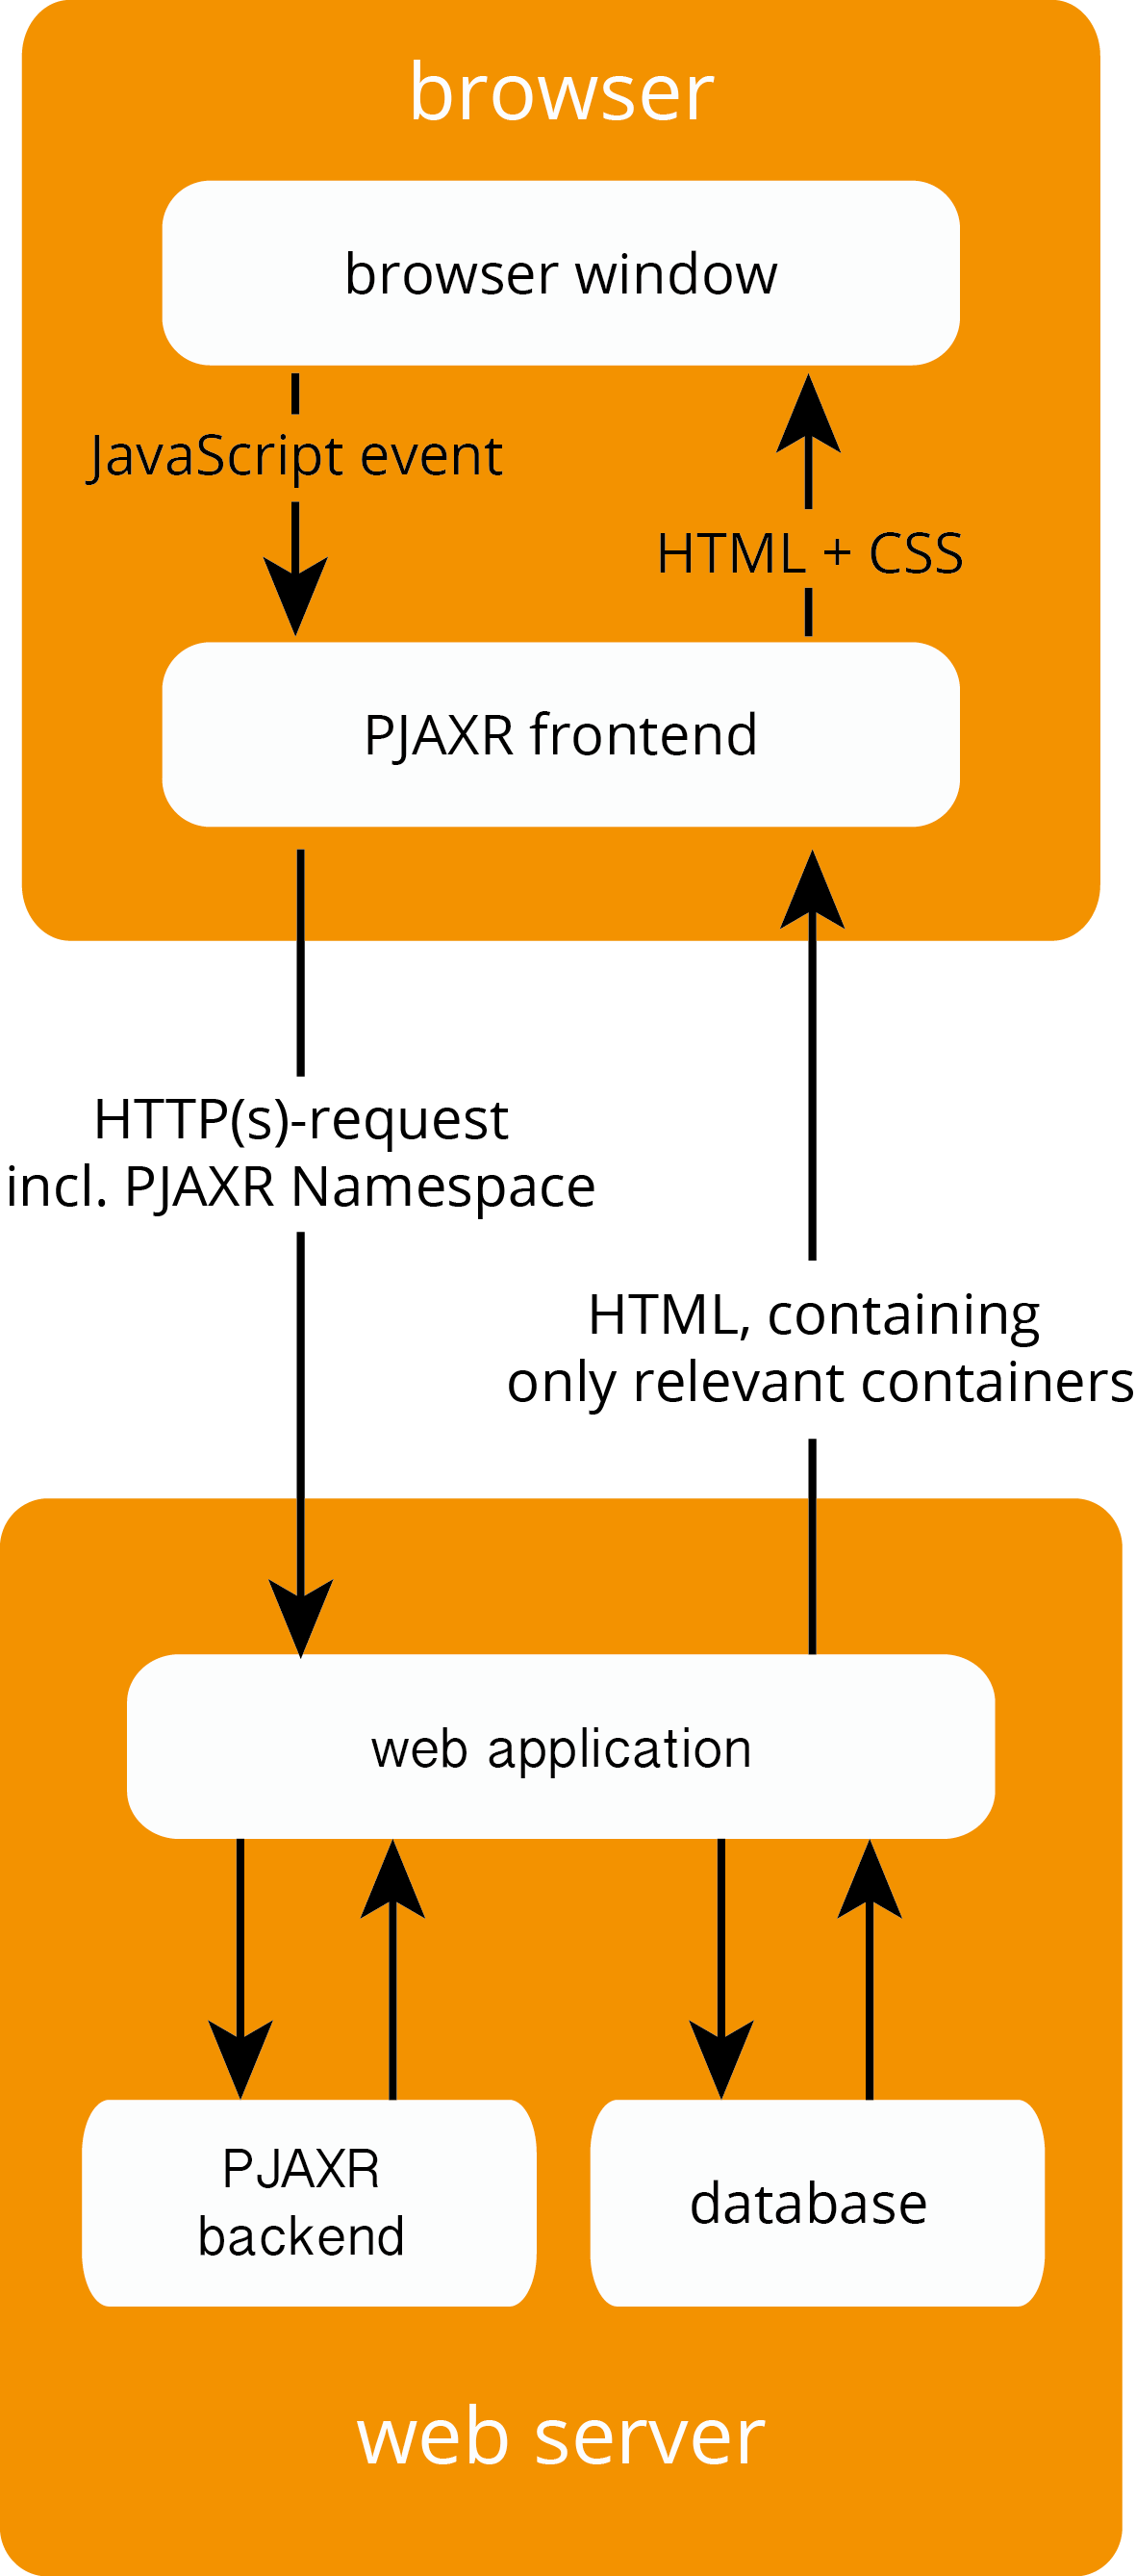 browser
browser window
JavaScript event
HTML + CSS
PJAXR frontend
HTTP(s)-request
incl. PJAXR Namespace
HTML, containing
only relevant containers
web application
PJAXR
backend
database
web server